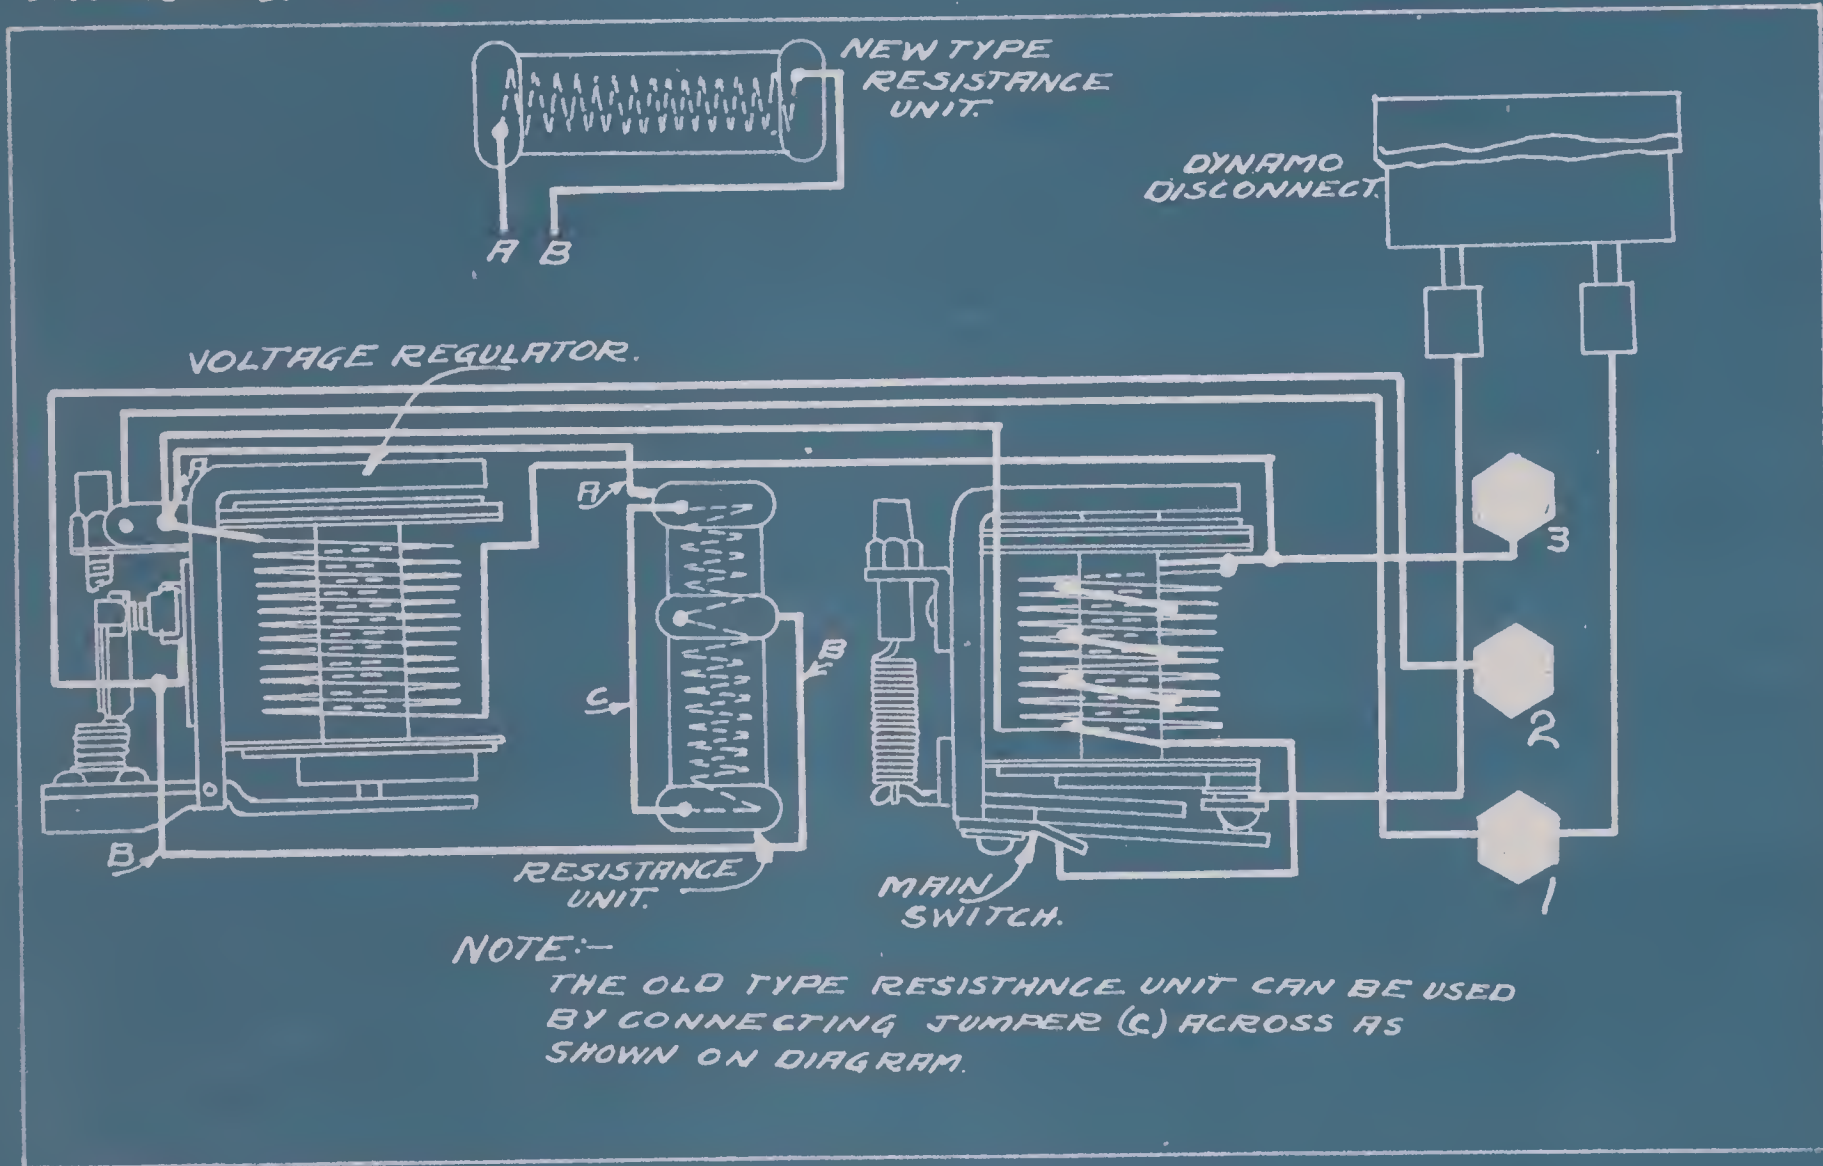 NEW TYPE
RESISTANCE
UNIT.
DYNAMO
DISCONNECT.
A B
VOLTAGE REGULATOR.
A
A
B
C
3
2
1
B
RESISTANCE
UNIT.
MAIN
SWITCH.
NOTE:-
THE OLD TYPE RESISTANCE UNIT CAN BE USED
BY CONNECTING JUMPER (C) ACROSS AS
SHOWN ON DIAGRAM.